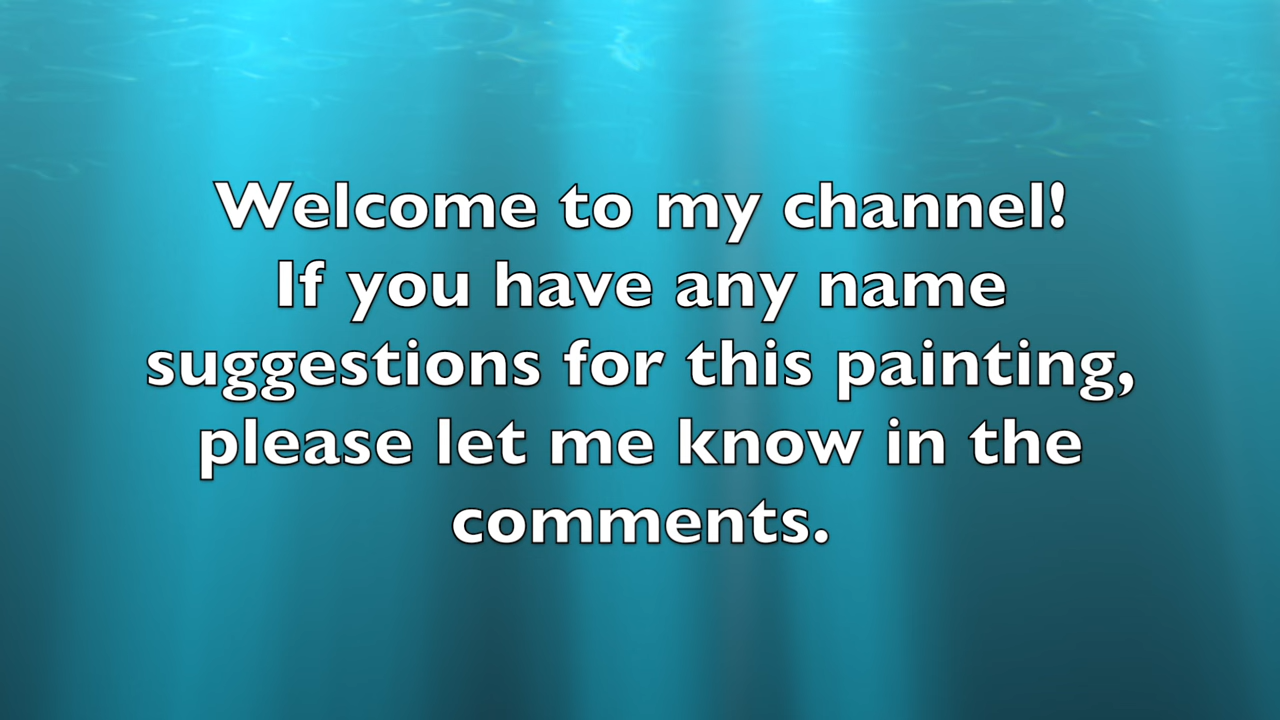 Welcome to my channel!
If you have any name
suggestions for this painting,
please let me know in the
comments.